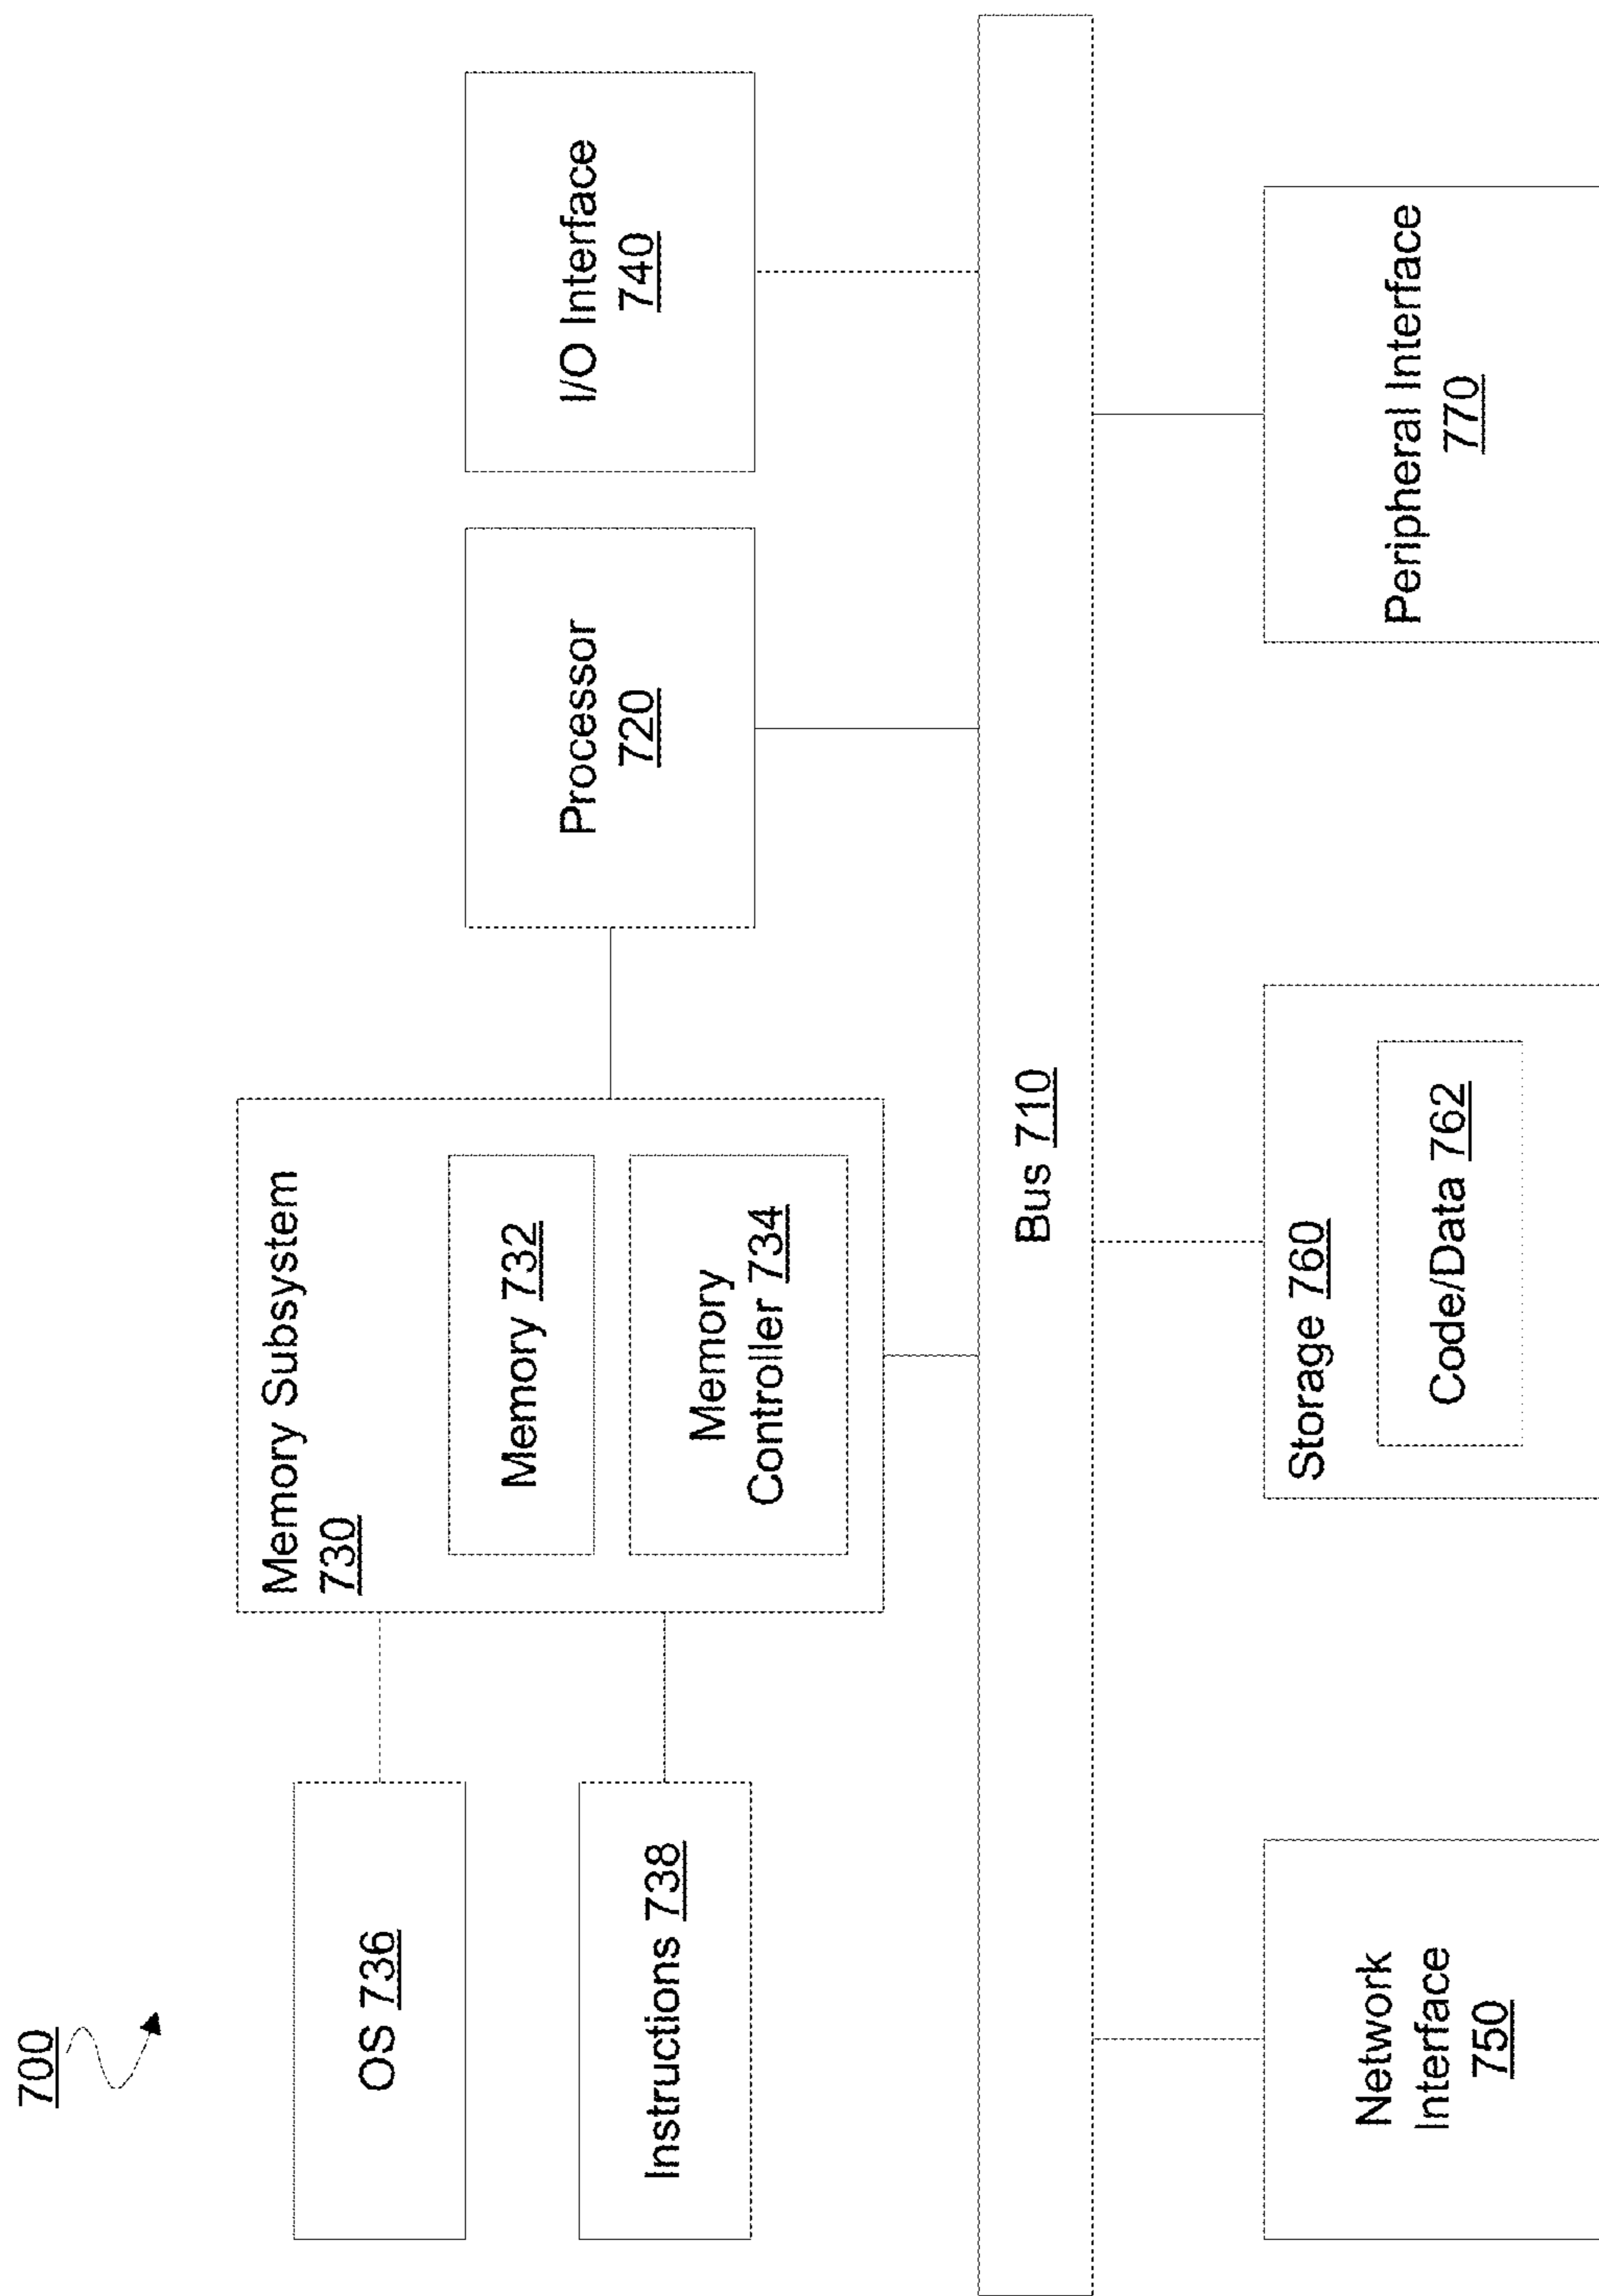 700
OS 736
Instructions 738
Memory Subsystem
730
Memory 732
Memory
Controller 734
Processor
720
I/O Interface
740
Bus 710
Network
Interface
750
Storage 760
Code/Data 762
Peripheral Interface
770